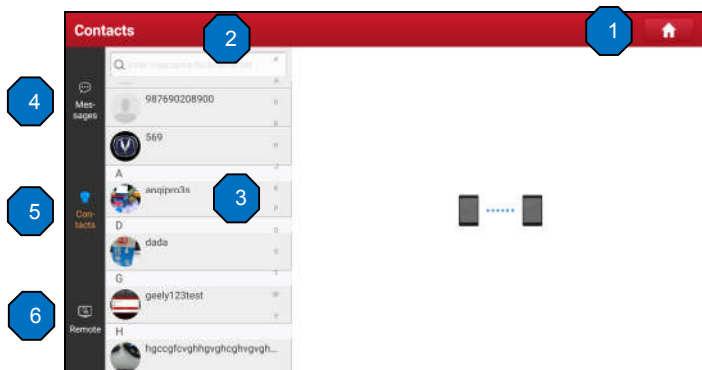 Contacts
1
2
3
4
5
6
Mes-
sages
Con-
tacts
Remote
987690208900
569
A
anqipro3s
D
dada
G
geely123test
H
hgccgfcvghhgvghcghvgvgh...